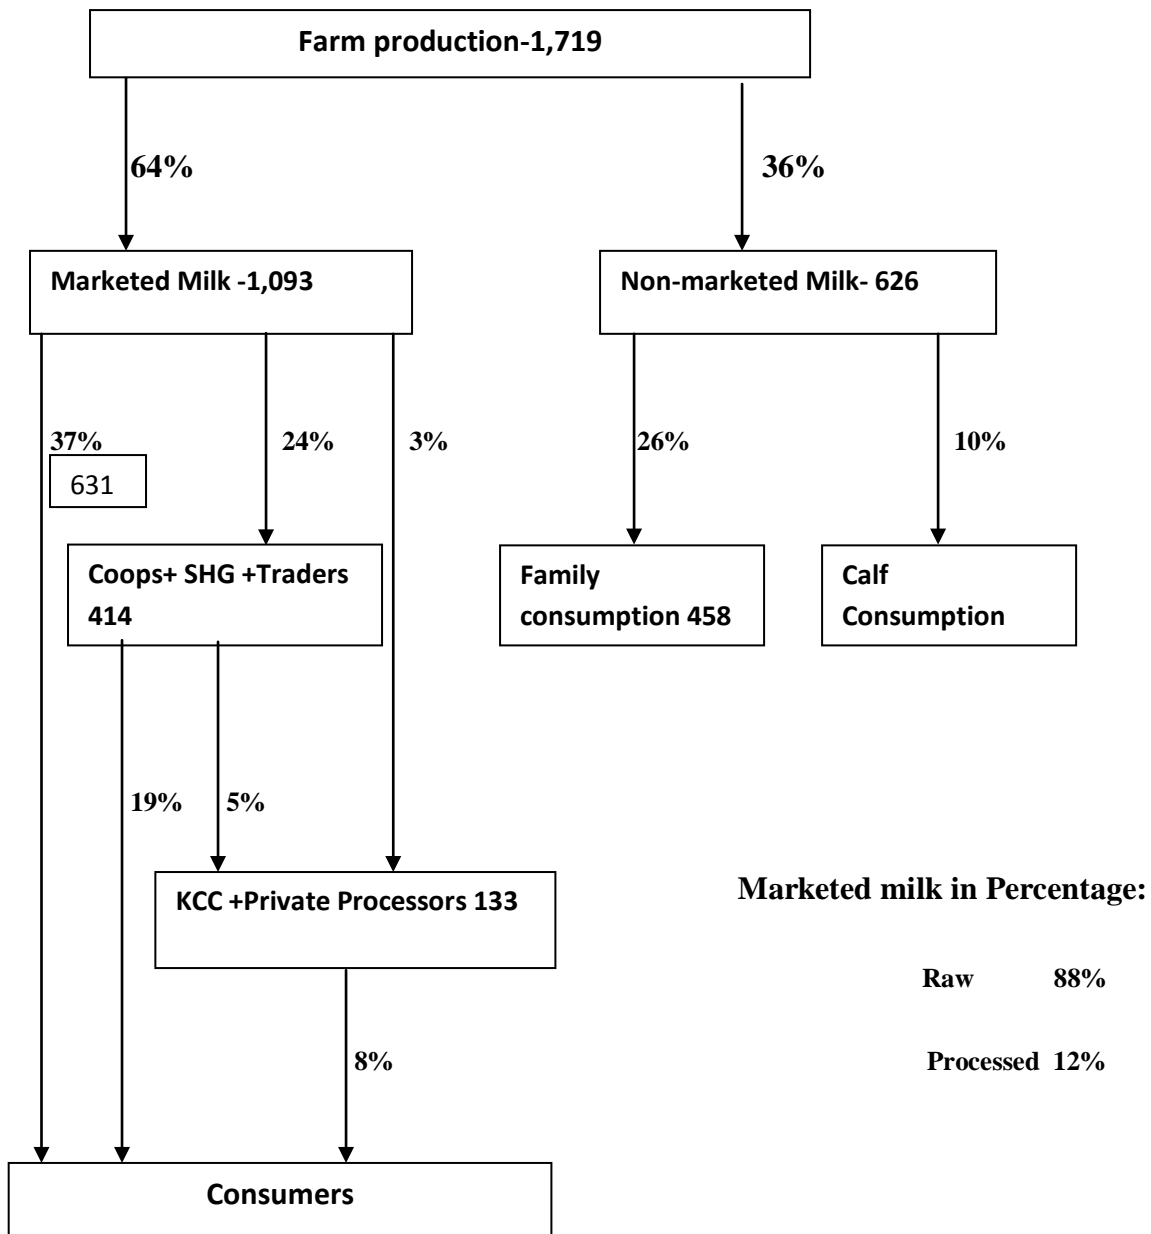 Farm production-1,719
64%
36%
Marketed Milk -1,093
Non-marketed Milk- 626
37%
24%
3%
26%
10%
631
Coops+ SHG +Traders
414
Family
consumption 458
Calf
Consumption
19%
5%
KCC +Private Processors 133
Marketed milk in Percentage:
Raw 88%
Processed 12%
8%
Consumers